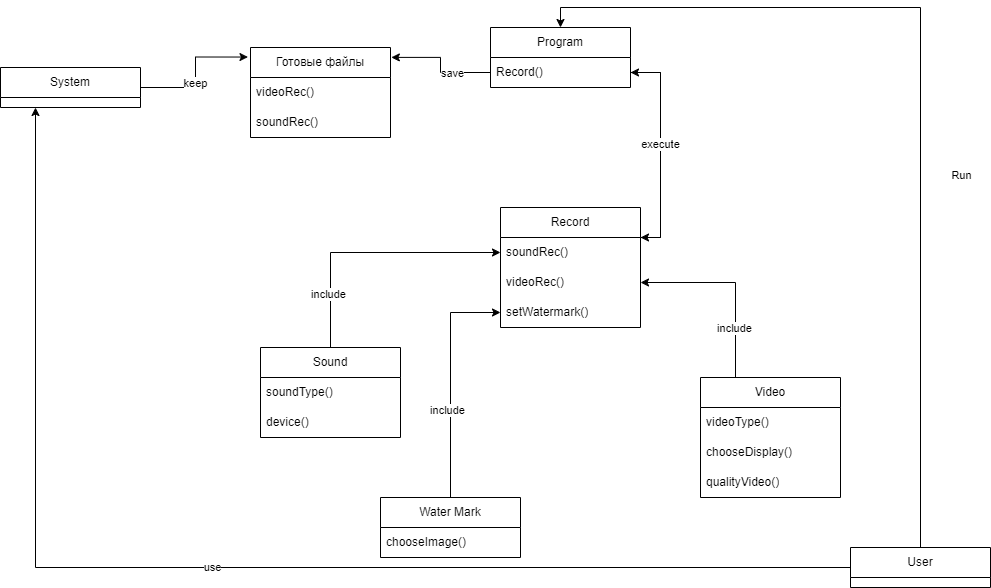 Program
Record()
Готовые файлы
videoRec()
soundRec()
System
keep
save
execute
Run
Record
soundRec()
videoRec()
setWatermark()
include
include
include
Sound
soundType()
device()
Video
videoType()
chooseDisplay()
qualityVideo()
Water Mark
chooseImage()
User
use